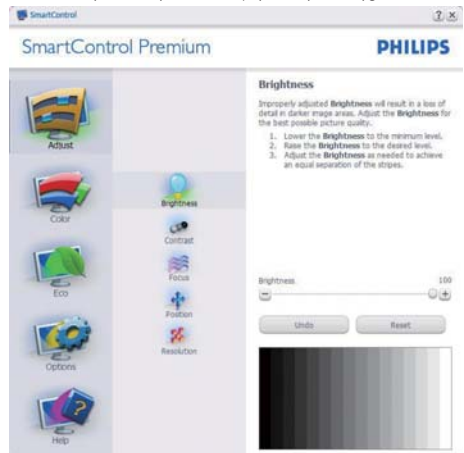 SmartControl
SmartControl Premium
PHILIPS
Adjust
Color
Eco
Options
Help
Brightness
Contrast
Focus
Position
Resolution
Brightness
Improperly adjusted Brightness will result in a loss of
detail in darker image areas. Adjust the Brightness for
the best possible picture quality.
1. Lower the Brightness to the minimum level.
2. Raise the Brightness to the desired level.
3. Adjust the Brightness as needed to achieve
an equal separation of the stripes.
Brightness 100
Undo Reset